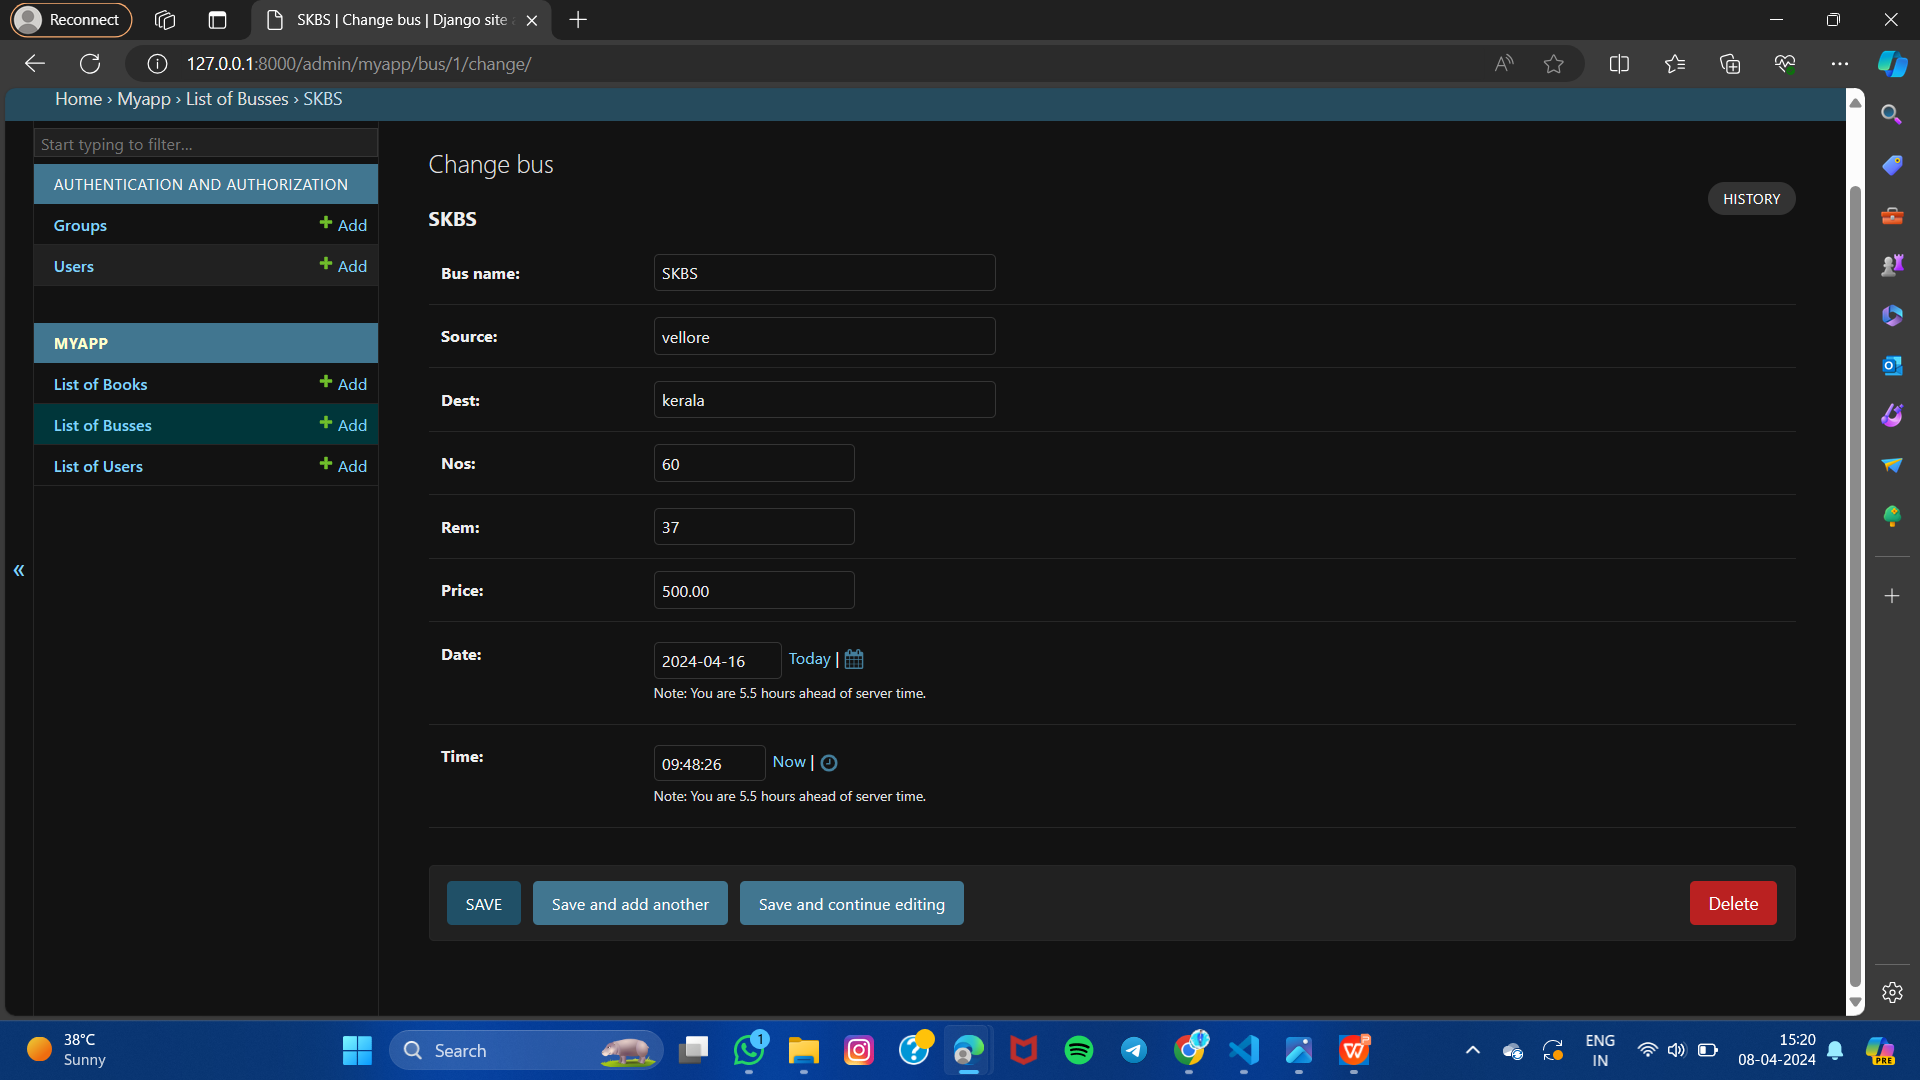 Reconnect
SKBS | Change bus | Django site
127.0.0.1:8000/admin/myapp/bus/1/change/
Home › Myapp › List of Busses › SKBS
Start typing to filter...
AUTHENTICATION AND AUTHORIZATION
Groups + Add
Users + Add
MYAPP
List of Books + Add
List of Busses + Add
List of Users + Add
«
Change bus
HISTORY
SKBS
Bus name: SKBS
Source: vellore
Dest: kerala
Nos: 60
Rem: 37
Price: 500.00
Date: 2024-04-16 Today |
Note: You are 5.5 hours ahead of server time.
Time: 09:48:26 Now |
Note: You are 5.5 hours ahead of server time.
SAVE Save and add another Save and continue editing Delete
38°C
Sunny
Search
1
ENG
IN
15:20
08-04-2024
PRE